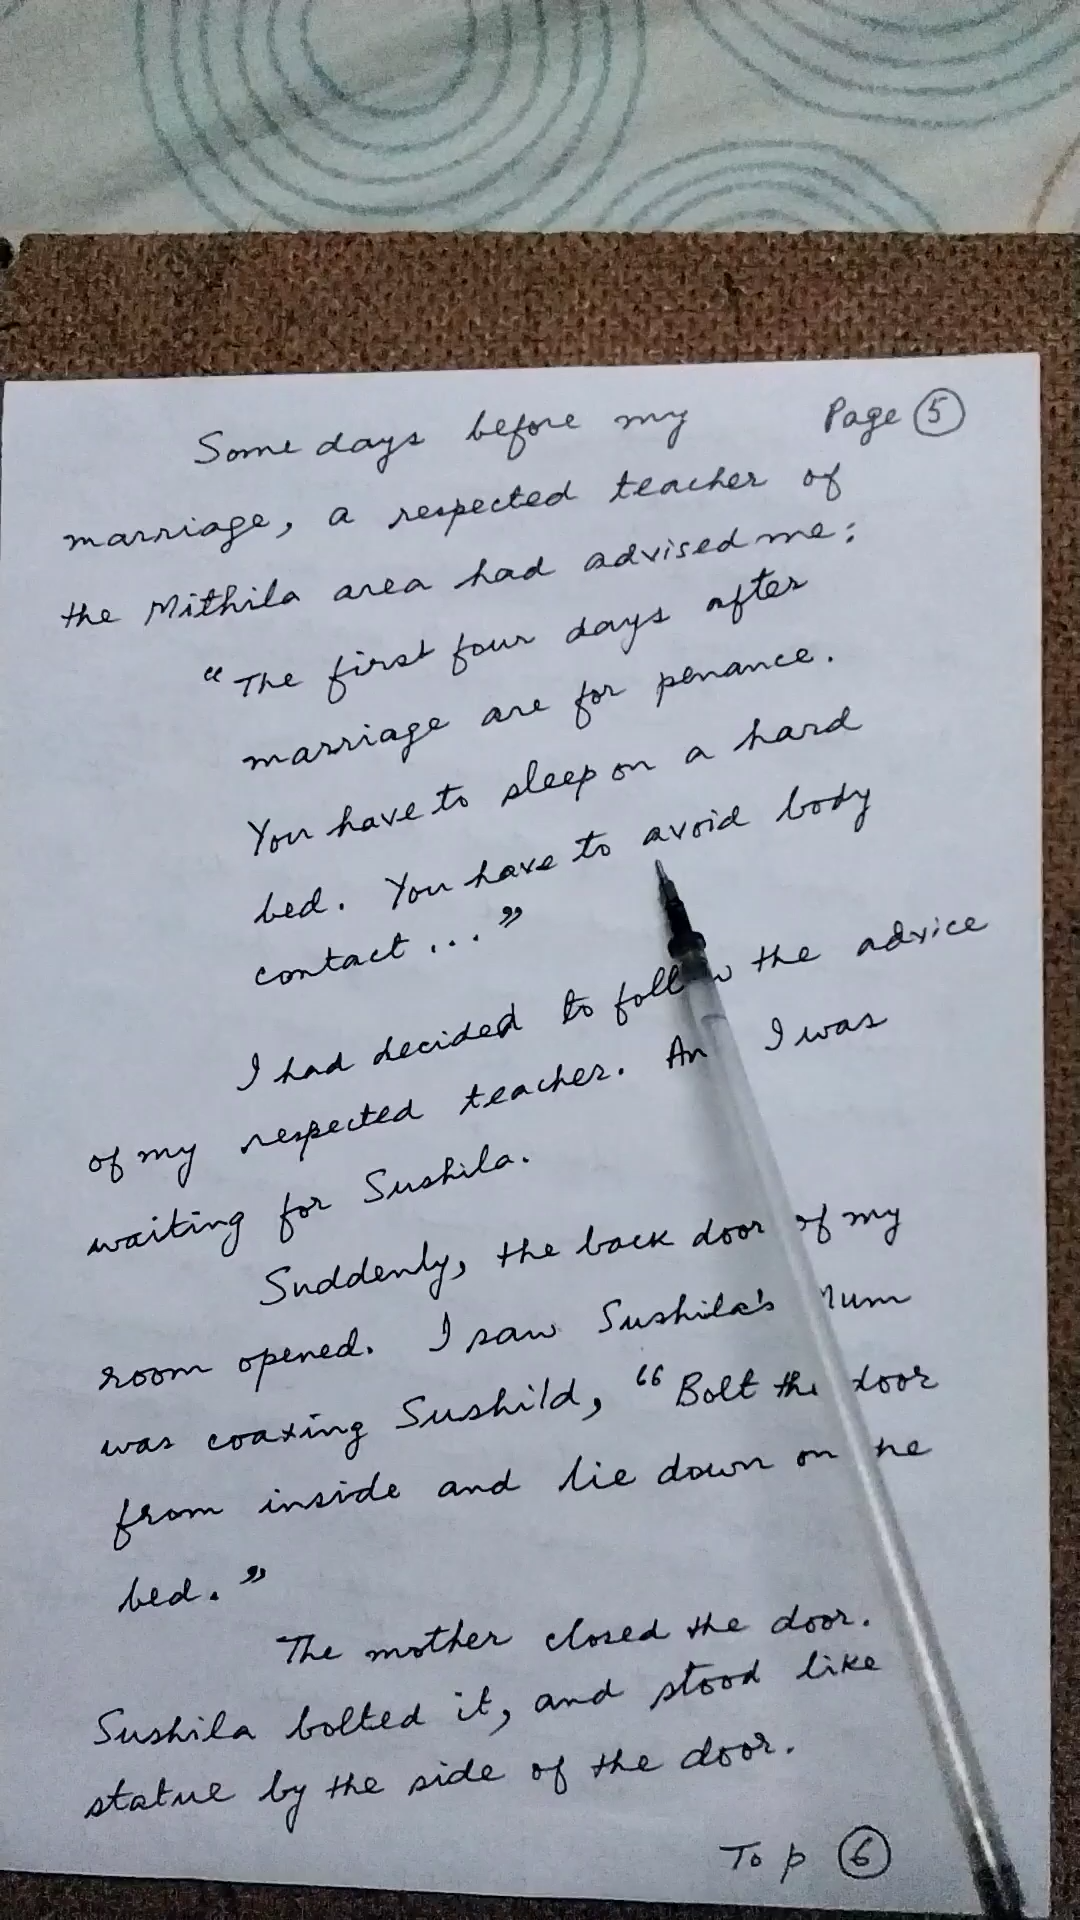 Some days before my Page 5
marriage, a respected teacher of
the Mithila area had advised me:
"The first four days after
marriage are for penance.
You have to sleep on a hard
bed. You have to avoid body
contact ..."
I had decided to follow the advice
of my respected teacher. An I was
waiting for Sushila.
Suddenly, the back door of my
room opened. I saw Sushila's Mum
was coaxing Sushila, "Bolt the door
from inside and lie down on the
bed."
The mother closed the door.
Sushila bolted it, and stood like
statue by the side of the door.
To p 6